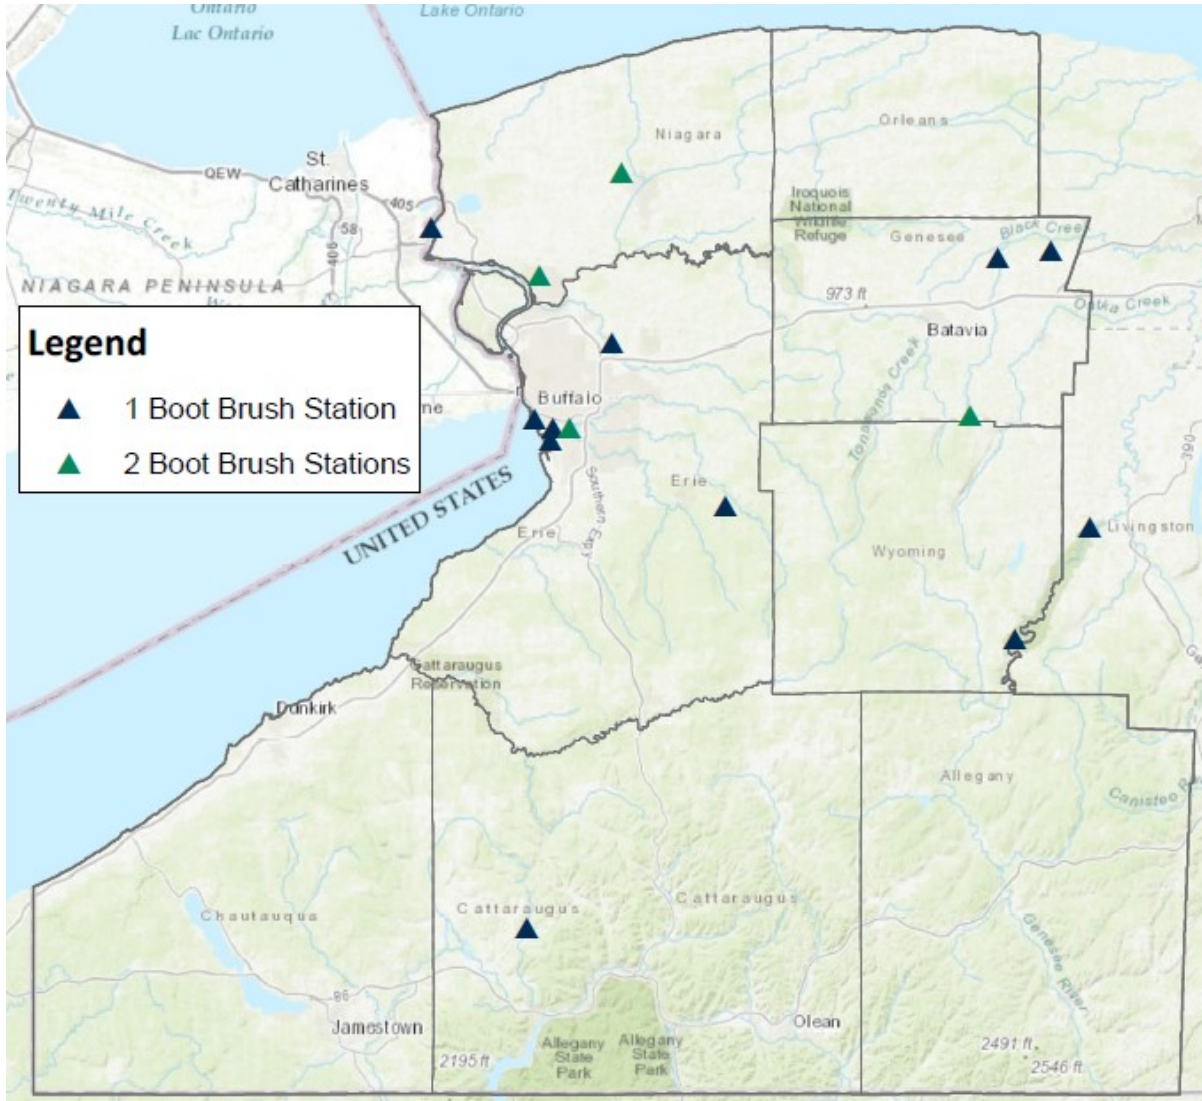 Ontario
Lac Ontario
Lake Ontario
St.
Catharines
QEW
405
58
406
Twenty Mile Creek
NIAGARA PENINSULA
Niagara
Orleans
Iroquois
National
Wildlife
Refuge
Genesee
Black Creek
973 ft
Oatka Creek
Batavia
Tonawanda Creek
Legend
1 Boot Brush Station
2 Boot Brush Stations
ne
Buffalo
UNITED STATES
Southern Expy
Erie
Erie
390
Livingston
Wyoming
Cattaraugus
Reservation
Dunkirk
Allegany
Canisteo
Chautauqua
Cattaraugus
Cattaraugus
Genesee River
86
Jamestown
Olean
2195 ft
Allegany
State
Park
Allegany
State
Park
2491 ft
2546 ft